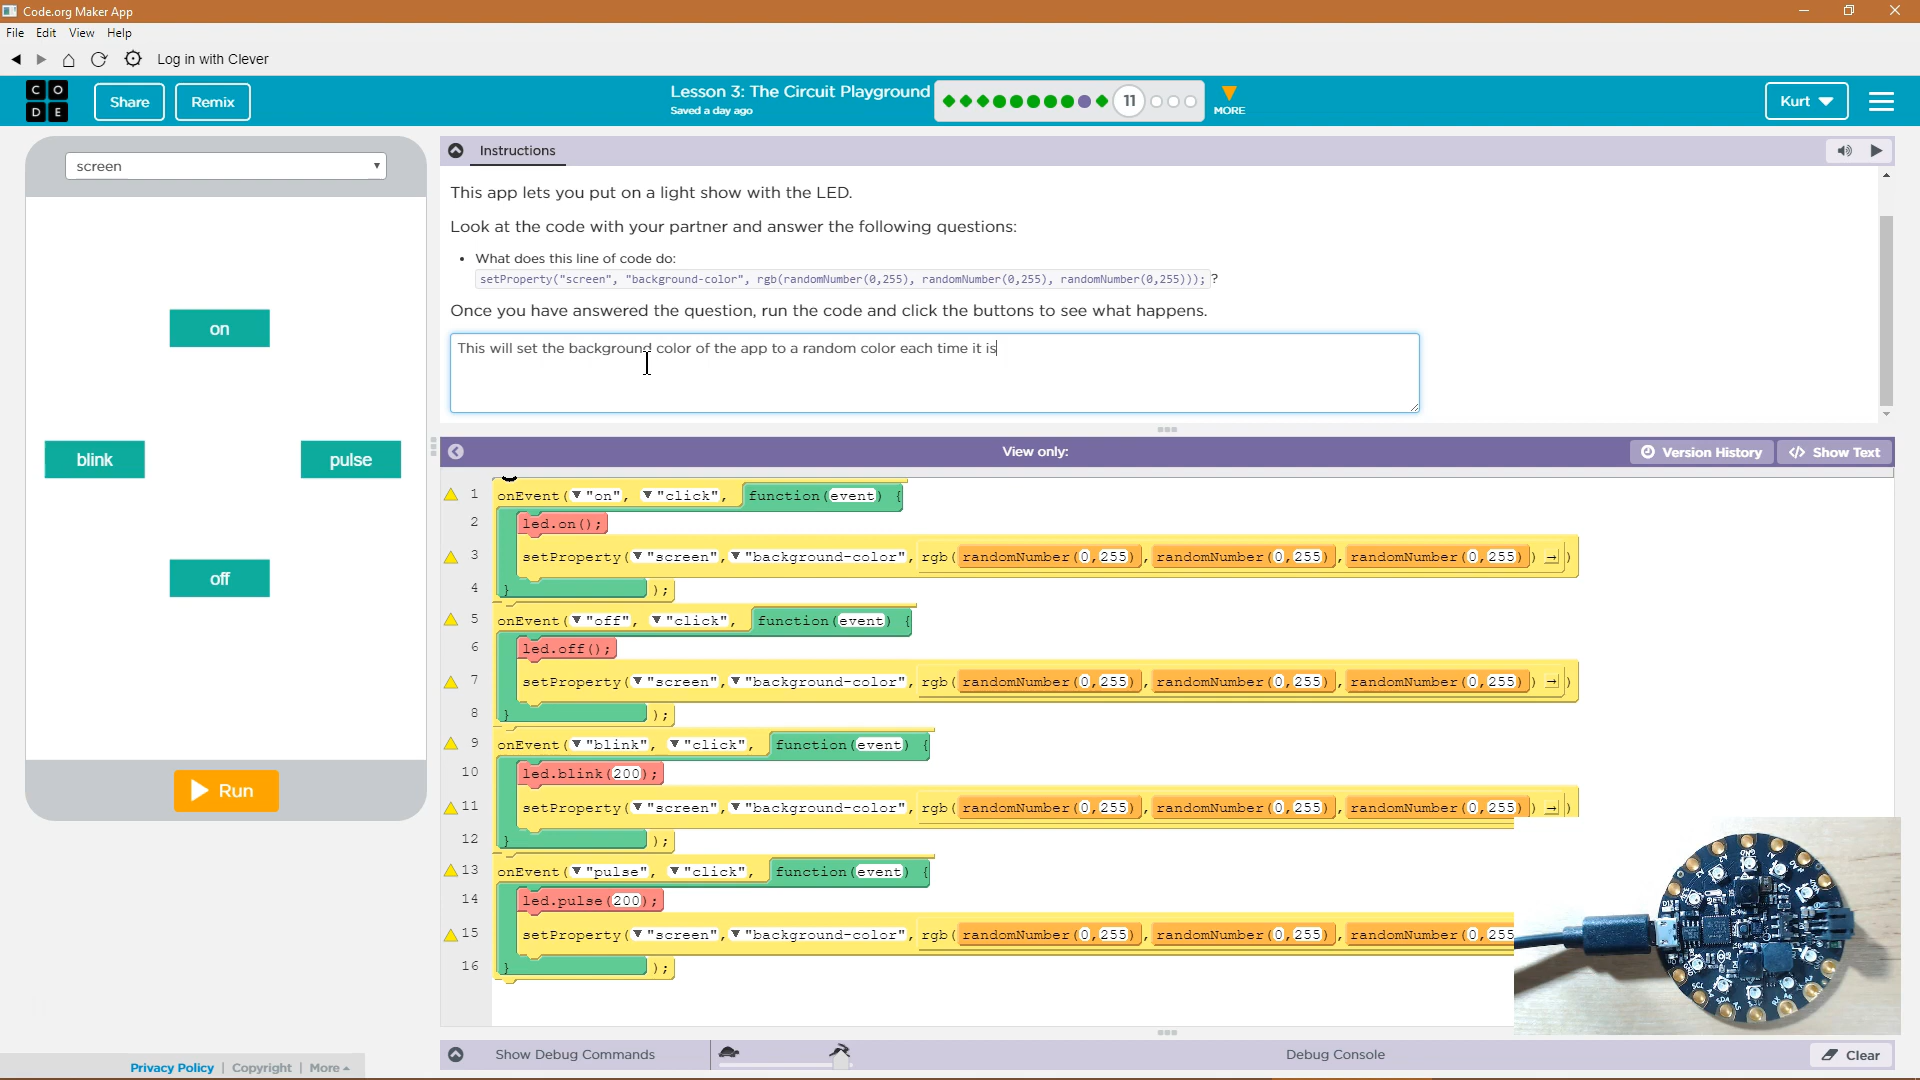 Code.org Maker App
File Edit View Help
Log in with Clever
CODE
Share Remix
Lesson 3: The Circuit Playground
Saved a day ago
11
MORE
Kurt
screen
on
blink
pulse
off
Run
Instructions
This app lets you put on a light show with the LED.
Look at the code with your partner and answer the following questions:
• What does this line of code do:
setProperty("screen", "background-color", rgb(randomNumber(0,255), randomNumber(0,255), randomNumber(0,255))); ?
Once you have answered the question, run the code and click the buttons to see what happens.
This will set the background color of the app to a random color each time it is
View only:
Version History
</> Show Text
1 onEvent(▼"on", ▼"click", function(event) {
2 led.on();
3 setProperty(▼"screen",▼"background-color", rgb(randomNumber(0,255), randomNumber(0,255), randomNumber(0,255)) → )
4 } );
5 onEvent(▼"off", ▼"click", function(event) {
6 led.off();
7 setProperty(▼"screen",▼"background-color", rgb(randomNumber(0,255), randomNumber(0,255), randomNumber(0,255)) → )
8 } );
9 onEvent(▼"blink", ▼"click", function(event) {
10 led.blink(200);
11 setProperty(▼"screen",▼"background-color", rgb(randomNumber(0,255), randomNumber(0,255), randomNumber(0,255)) → )
12 } );
13 onEvent(▼"pulse", ▼"click", function(event) {
14 led.pulse(200);
15 setProperty(▼"screen",▼"background-color", rgb(randomNumber(0,255), randomNumber(0,255), randomNumber(0,255
16 } );
Show Debug Commands
Debug Console
Clear
Privacy Policy | Copyright | More